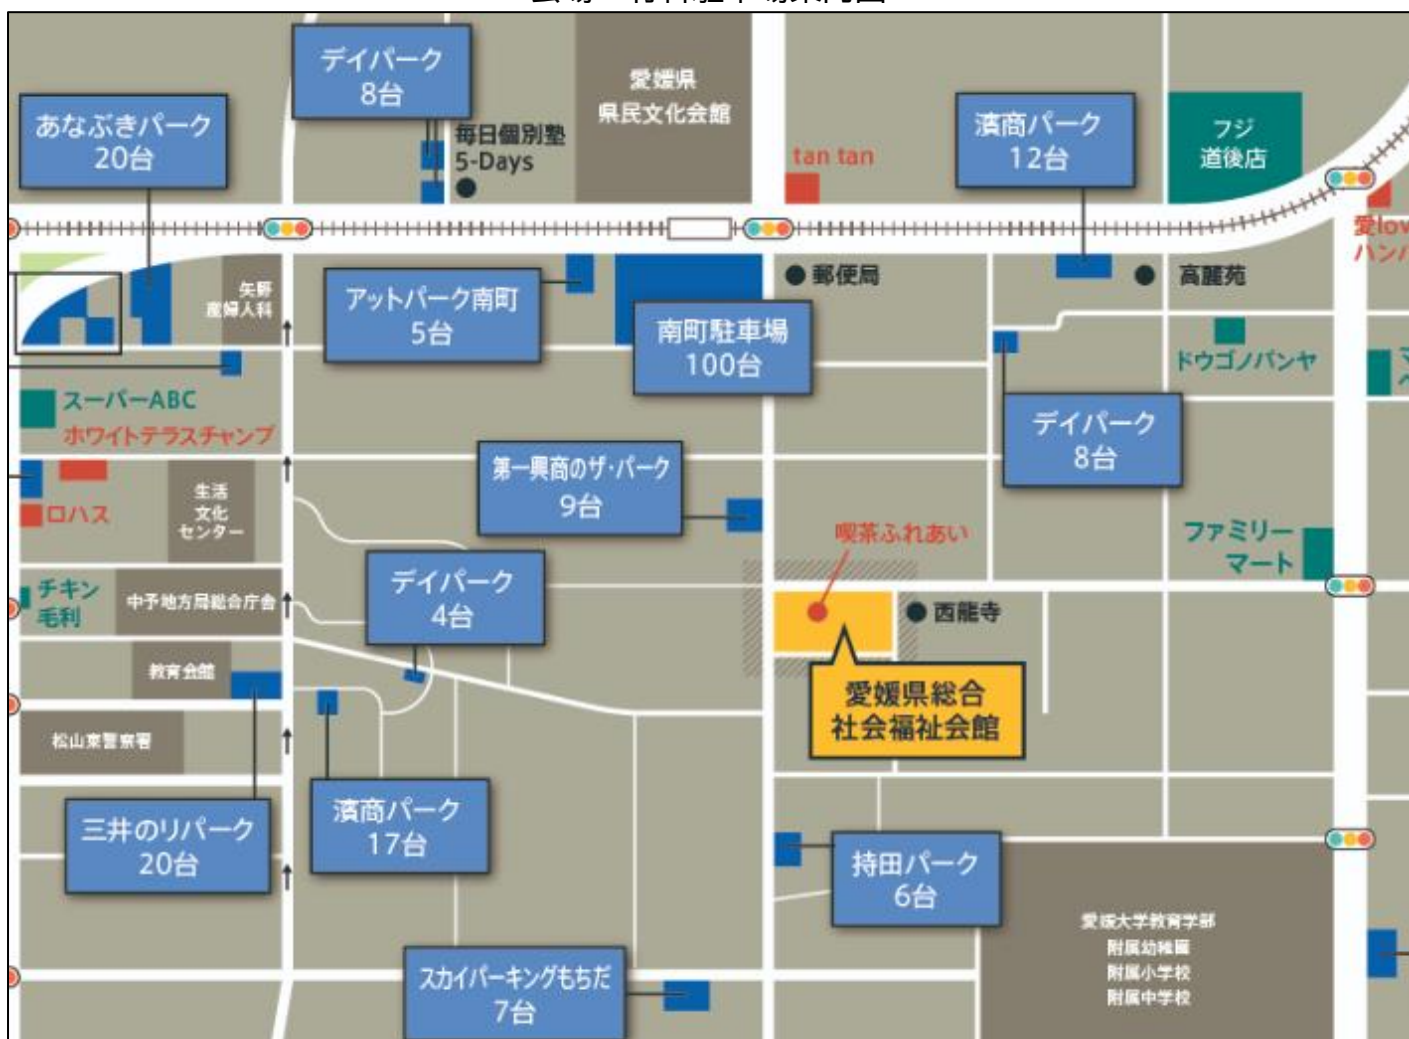 デイパーク
8台
愛媛県
県民文化会館
あなぶきパーク
20台
毎日個別塾
5-Days
tan tan
濱商パーク
12台
フジ
道後店
愛lov
ハンバ
矢野
産婦人科
アットパーク南町
5台
南町駐車場
100台
郵便局
高麗苑
ドウゴノパンヤ
スーパーABC
ホワイトテラスチャンプ
デイパーク
8台
第一興商のザ・パーク
9台
生活
文化
センター
ロハス
喫茶ふれあい
ファミリー
マート
チキン
毛利
中予地方局総合庁舎
デイパーク
4台
西龍寺
教育会館
愛媛県総合
社会福祉会館
松山東警察署
三井のリパーク
20台
濱商パーク
17台
持田パーク
6台
愛媛大学教育学部
附属幼稚園
附属小学校
附属中学校
スカイパーキングもちだ
7台